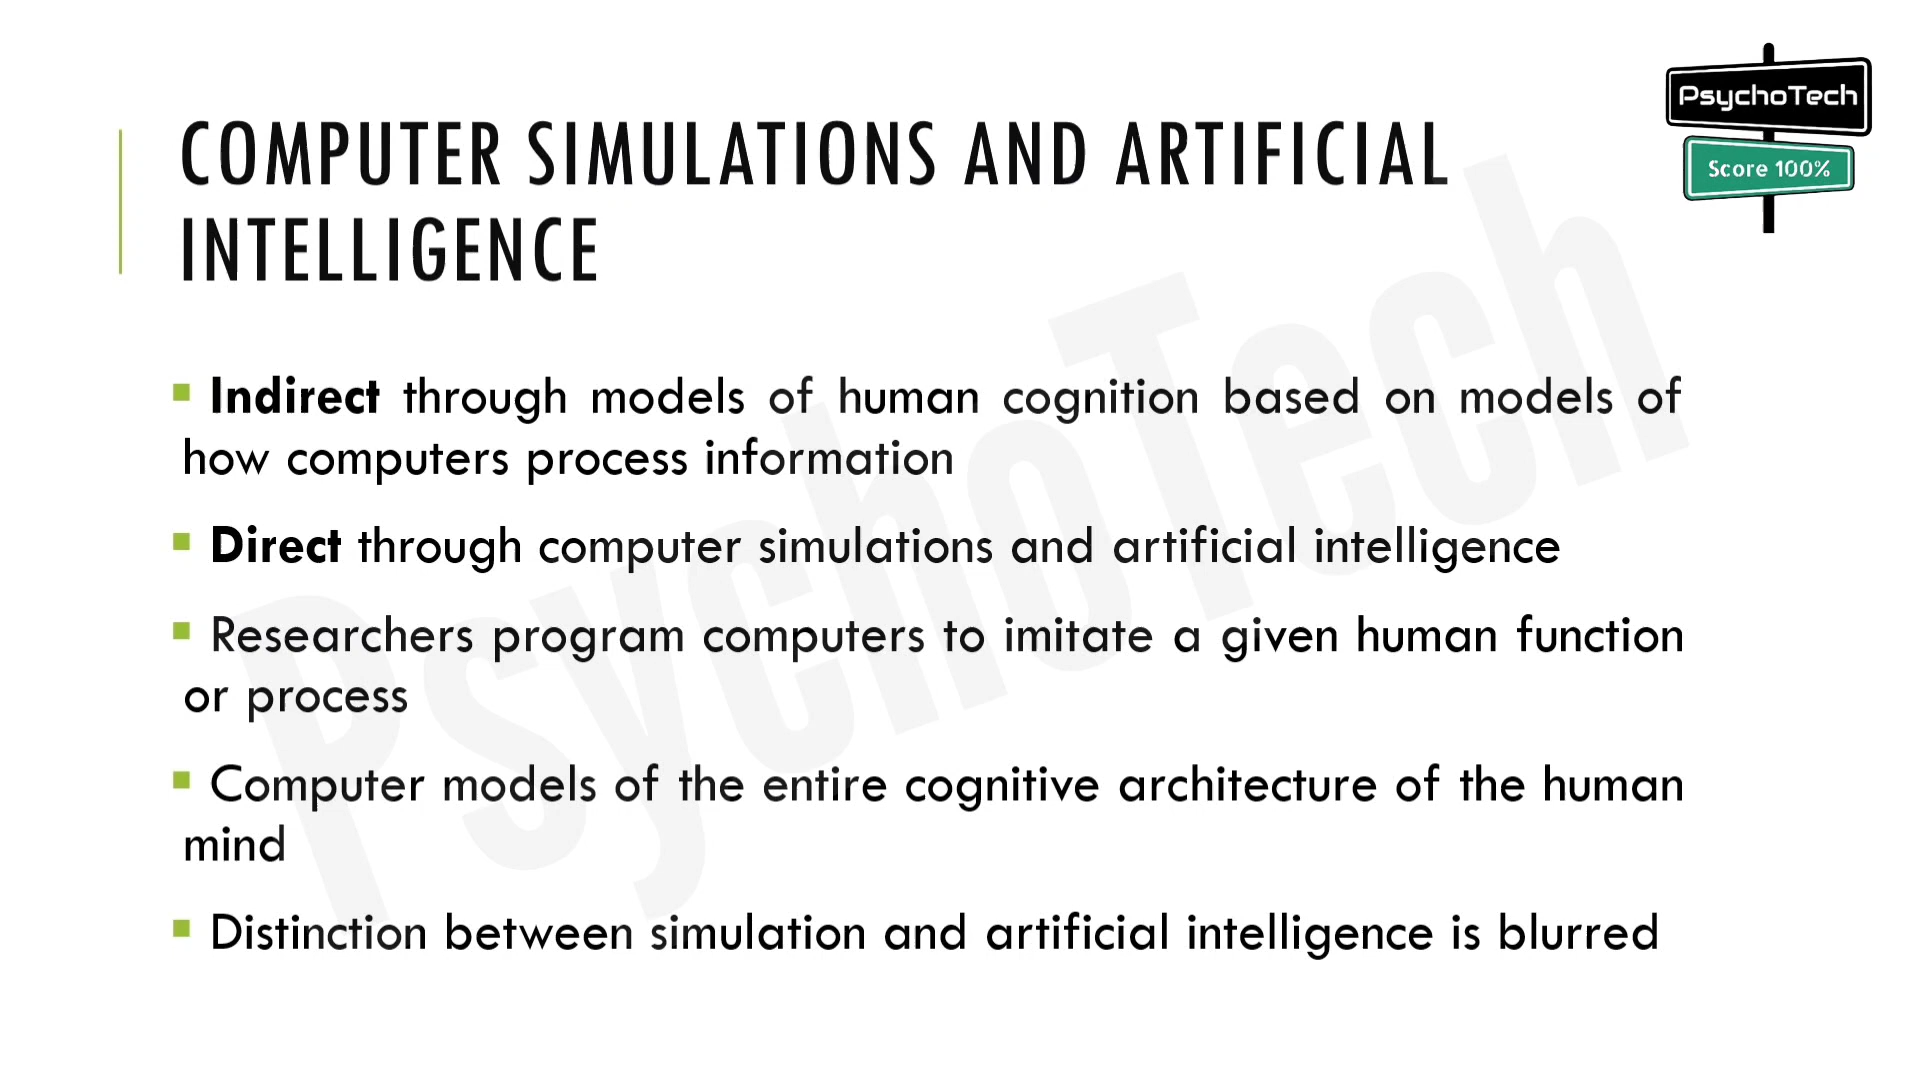 COMPUTER SIMULATIONS AND ARTIFICIAL
INTELLIGENCE
PsychoTech
Score 100%
▪ Indirect through models of human cognition based on models of
how computers process information
▪ Direct through computer simulations and artificial intelligence
▪ Researchers program computers to imitate a given human function
or process
▪ Computer models of the entire cognitive architecture of the human
mind
▪ Distinction between simulation and artificial intelligence is blurred
PsychoTech